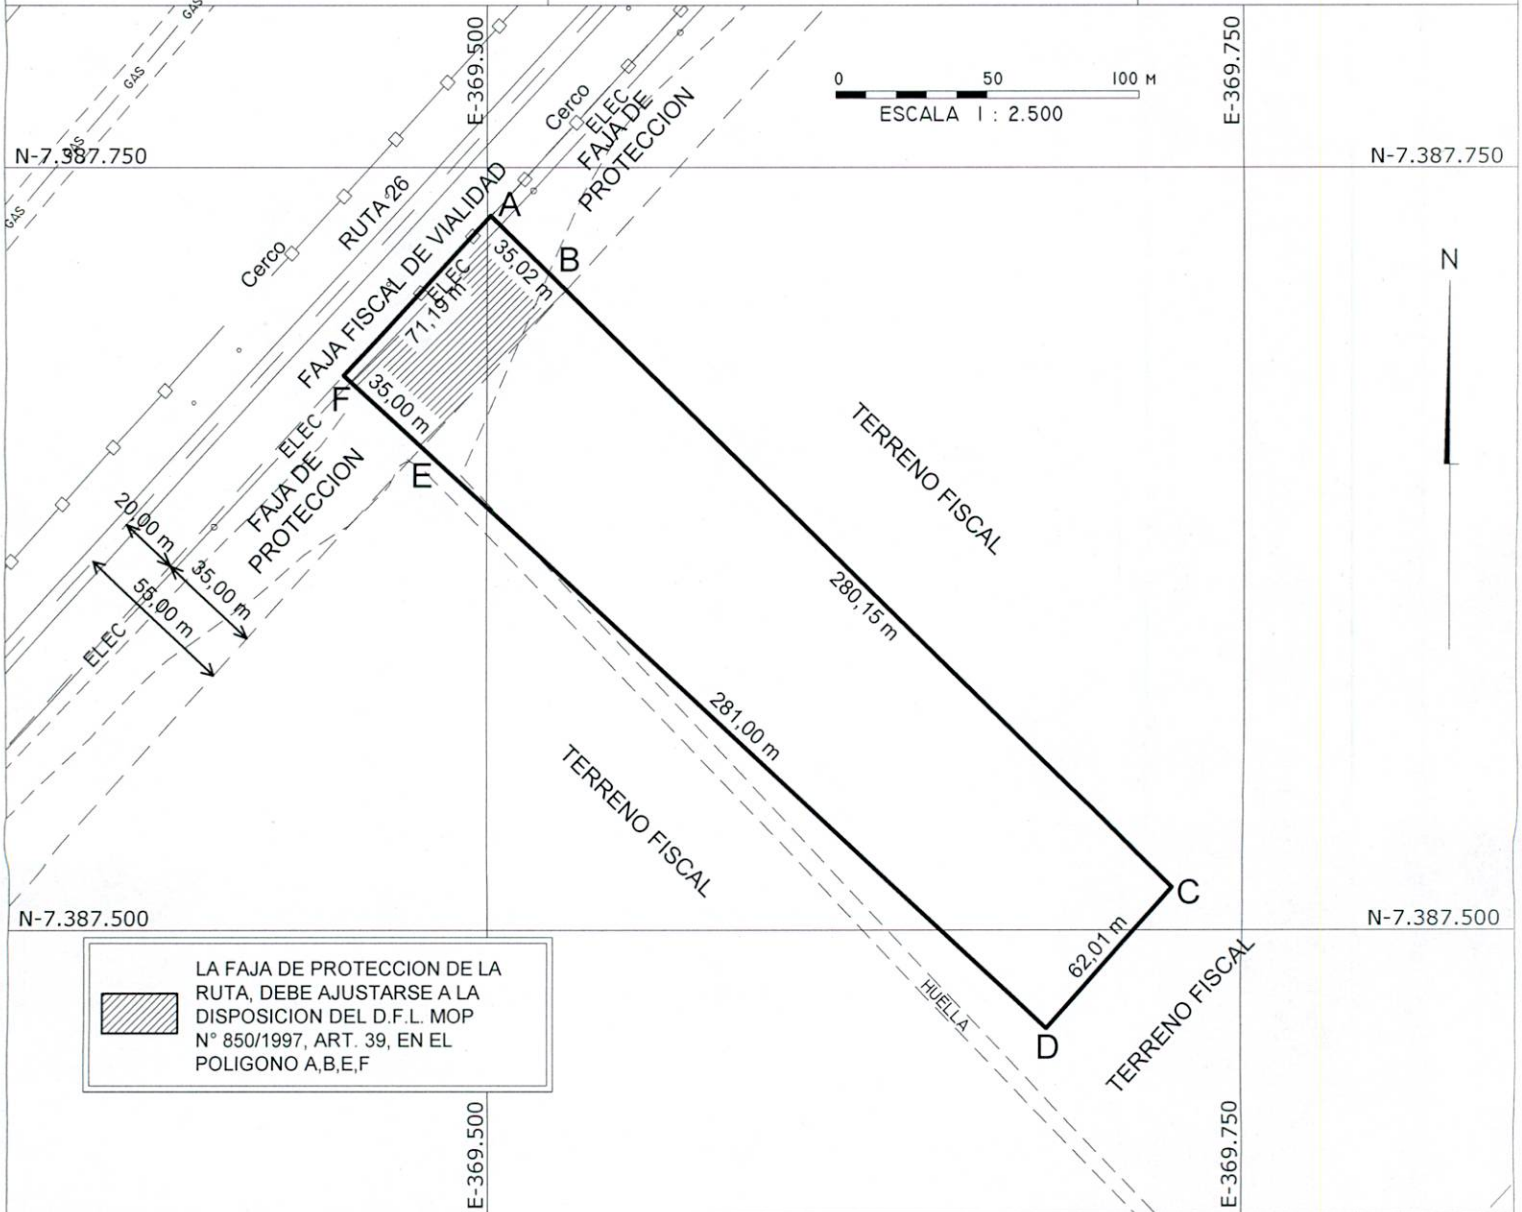 GAS
GAS
GAS
GAS
E-369.500
E-369.750
0 50 100 M
ESCALA 1 : 2.500
N-7.387.750
N-7.387.750
Cerco
ELEC
FAJA DE
PROTECCION
RUTA 26
Cerco
FAJA FISCAL DE VIALIDAD
A
B
N
35,02 m
ELEC
71,19 m
F
35,00 m
E
ELEC
FAJA DE
PROTECCION
TERRENO FISCAL
20,00 m
35,00 m
55,00 m
ELEC
280,15 m
281,00 m
TERRENO FISCAL
C
N-7.387.500
N-7.387.500
62,01 m
HUELLA
D
TERRENO FISCAL
LA FAJA DE PROTECCION DE LA
RUTA, DEBE AJUSTARSE A LA
DISPOSICION DEL D.F.L. MOP
N° 850/1997, ART. 39, EN EL
POLIGONO A,B,E,F
E-369.500
E-369.750